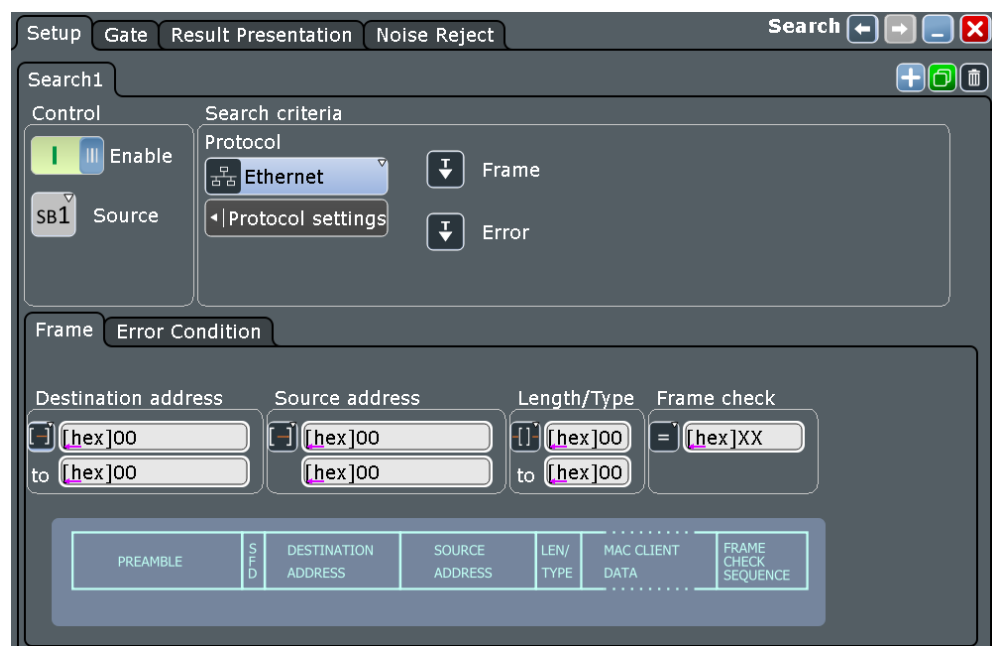 Setup Gate Result Presentation Noise Reject Search
Search1
Control Search criteria
Protocol
Enable Ethernet T Frame
SB1 Source Protocol settings T Error
Frame Error Condition
Destination address Source address Length/Type Frame check
[hex]00 [hex]00 [hex]00 = [hex]XX
to [hex]00 [hex]00 to [hex]00
PREAMBLE SFD DESTINATION ADDRESS SOURCE ADDRESS LEN/ TYPE MAC CLIENT DATA FRAME CHECK SEQUENCE